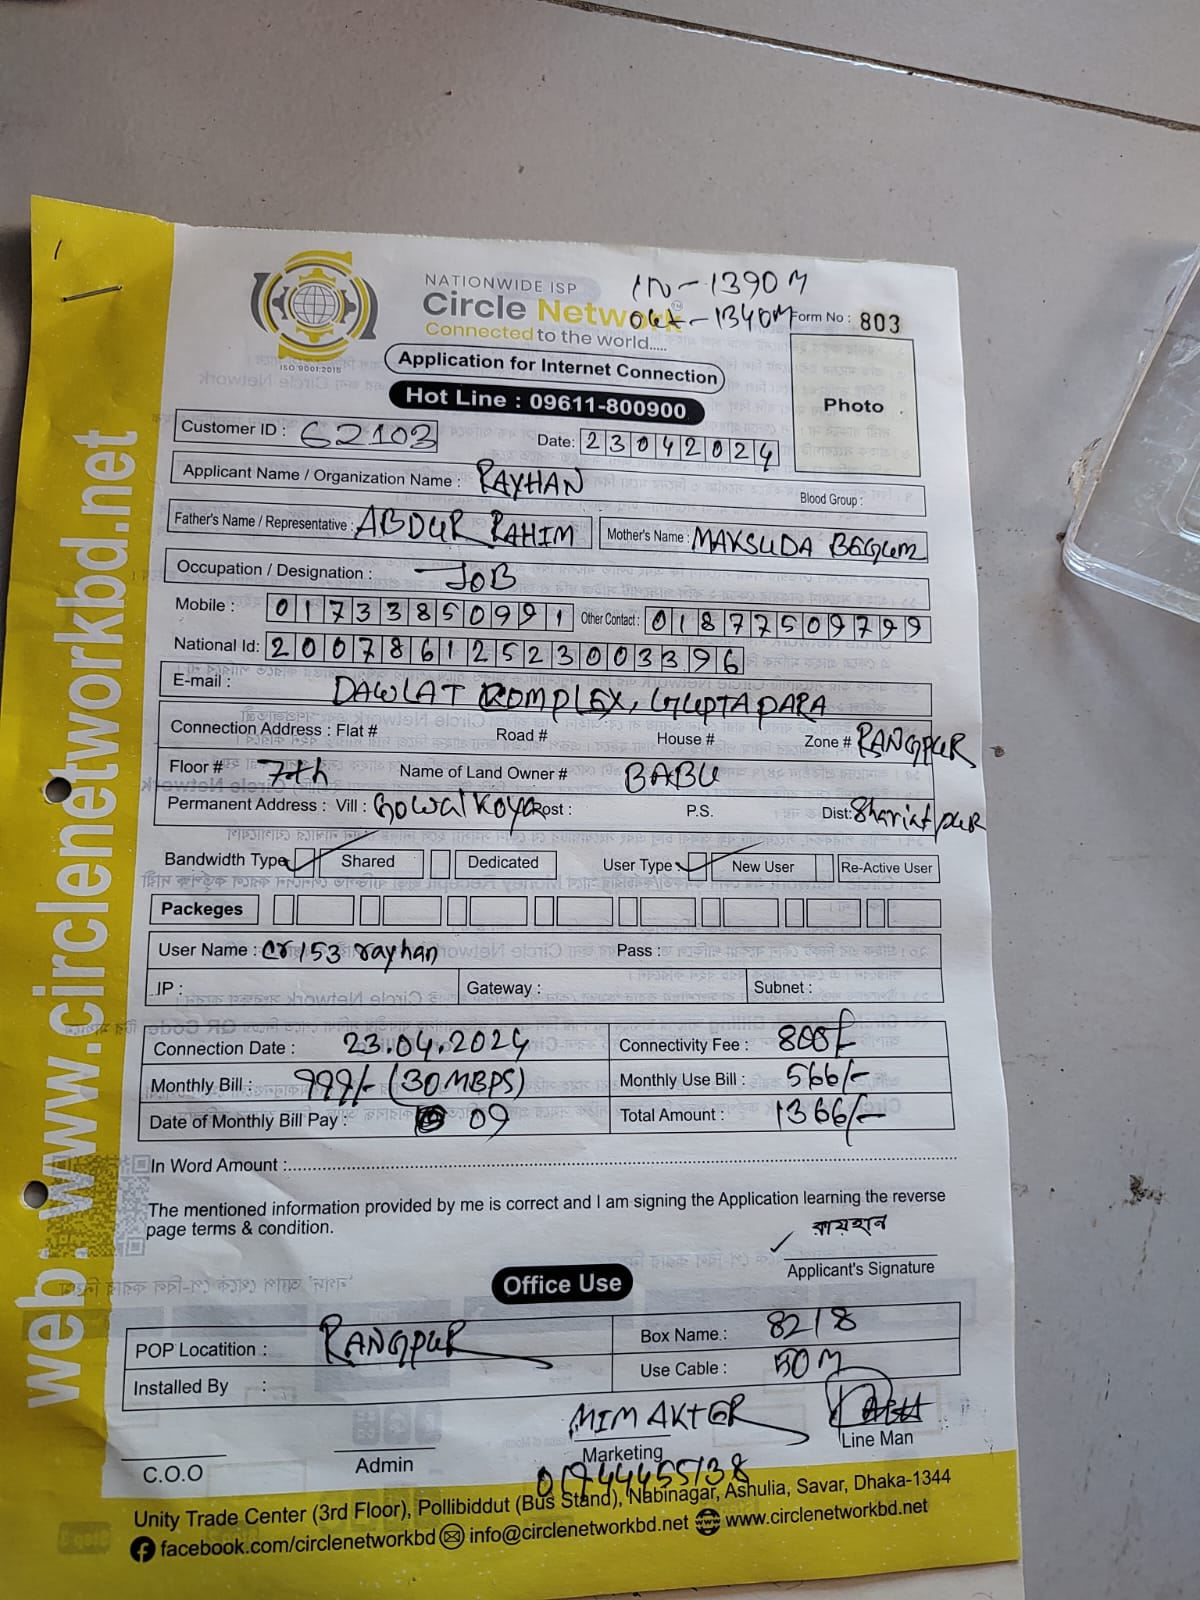 web: www.circlenetworkbd.net
NATIONWIDE ISP
Circle Network
Connected to the world.....
ISO 9001:2015
IN - 1390 M
Out - 1340 M
Form No : 803
Application for Internet Connection
Hot Line : 09611-800900
Photo
Customer ID : 62103
Date: 23042024
Applicant Name / Organization Name : RAYHAN
Blood Group :
Father's Name / Representative : ABDUR RAHIM Mother's Name : MAKSUDA BEGUM
Occupation / Designation : JOB
Mobile : 01733850991 Other Contact : 01877509799
National Id: 20078612523003396
E-mail :
DAWLAT COMPLEX, GUPTAPARA
Connection Address : Flat # Road # House # Zone # RANGPUR
Floor # 7th Name of Land Owner # BABU
Permanent Address : Vill : Gowalkoya Post : P.S. Dist: Shariatpur
Bandwidth Type Shared Dedicated User Type : New User Re-Active User
Packeges
User Name : cr153 rayhan Pass :
IP : Gateway : Subnet :
Connection Date : 23.04.2024 Connectivity Fee : 800/-
Monthly Bill : 999/- (30MBPS) Monthly Use Bill : 566/-
Date of Monthly Bill Pay : 09 Total Amount : 1366/-
In Word Amount :
The mentioned information provided by me is correct and I am signing the Application learning the reverse
page terms & condition.
রায়হান
Applicant's Signature
Office Use
POP Locatition : RANGPUR Box Name : 8218
Installed By : Use Cable : 50 M
MIM AKTER
C.O.O Admin Marketing Line Man
01944455138
Unity Trade Center (3rd Floor), Pollibiddut (Bus Stand), Nabinagar, Ashulia, Savar, Dhaka-1344
facebook.com/circlenetworkbd info@circlenetworkbd.net www.circlenetworkbd.net